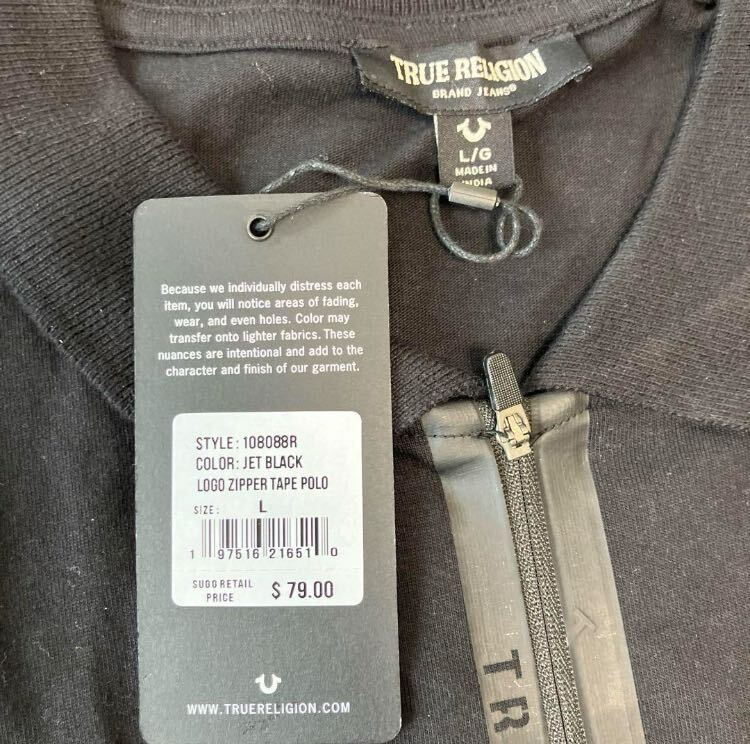 TRUE RELIGION
BRAND JEANS®
L/G
MADE IN
INDIA
Because we individually distress each
item, you will notice areas of fading,
wear, and even holes. Color may
transfer onto lighter fabrics. These
nuances are intentional and add to the
character and finish of our garment.
STYLE: 108088R
COLOR: JET BLACK
LOGO ZIPPER TAPE POLO
SIZE: L
1 97516 21651 0
SUGG RETAIL
PRICE $ 79.00
WWW.TRUERELIGION.COM
TR